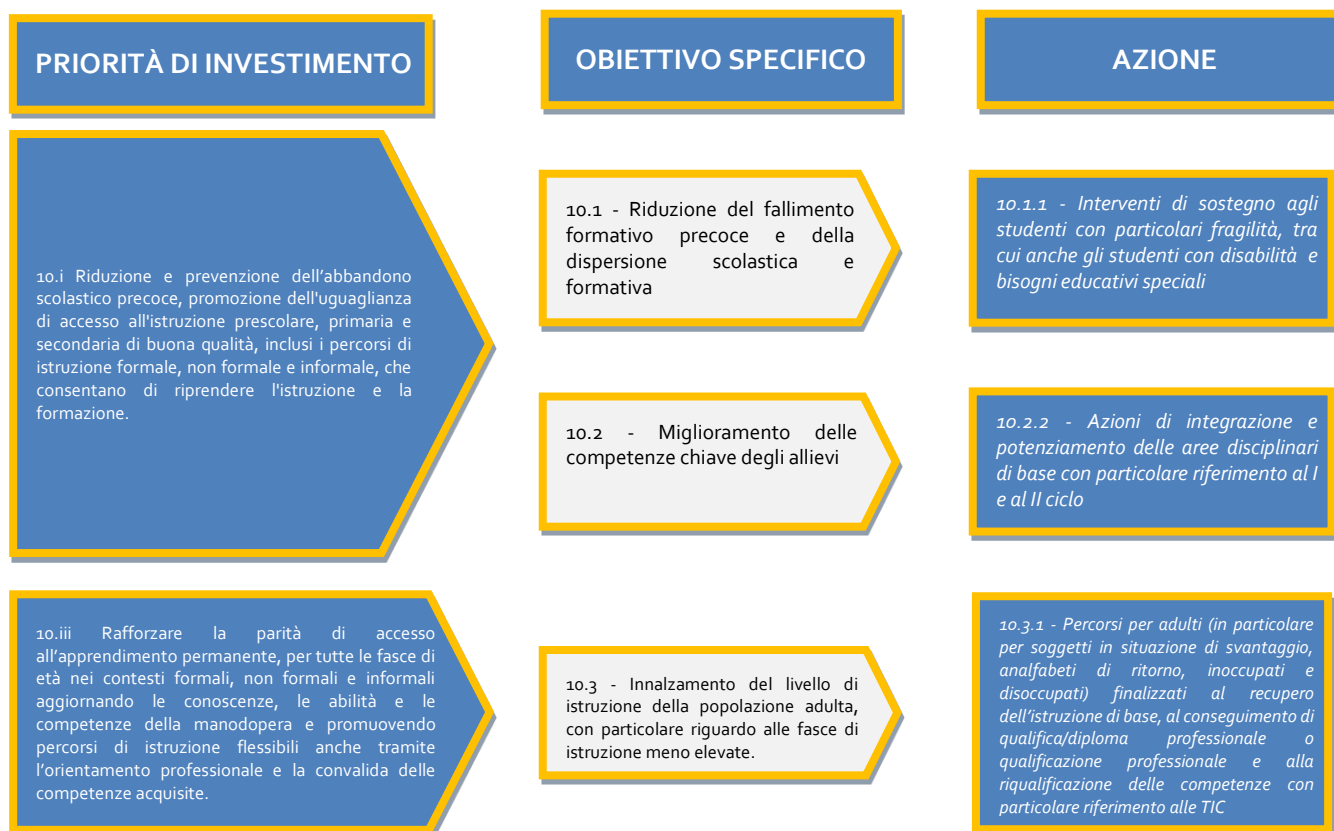 PRIORITÀ DI INVESTIMENTO
OBIETTIVO SPECIFICO
AZIONE
10.i Riduzione e prevenzione dell’abbandono
scolastico precoce, promozione dell'uguaglianza
di accesso all'istruzione prescolare, primaria e
secondaria di buona qualità, inclusi i percorsi di
istruzione formale, non formale e informale, che
consentano di riprendere l'istruzione e la
formazione.
10.1 - Riduzione del fallimento
formativo precoce e della
dispersione scolastica e
formativa
10.1.1 - Interventi di sostegno agli
studenti con particolari fragilità, tra
cui anche gli studenti con disabilità e
bisogni educativi speciali
10.2 - Miglioramento delle
competenze chiave degli allievi
10.2.2 - Azioni di integrazione e
potenziamento delle aree disciplinari
di base con particolare riferimento al I
e al II ciclo
10.iii Rafforzare la parità di accesso
all’apprendimento permanente, per tutte le fasce di
età nei contesti formali, non formali e informali
aggiornando le conoscenze, le abilità e le
competenze della manodopera e promuovendo
percorsi di istruzione flessibili anche tramite
l’orientamento professionale e la convalida delle
competenze acquisite.
10.3 - Innalzamento del livello di
istruzione della popolazione adulta,
con particolare riguardo alle fasce di
istruzione meno elevate.
10.3.1 - Percorsi per adulti (in particolare
per soggetti in situazione di svantaggio,
analfabeti di ritorno, inoccupati e
disoccupati) finalizzati al recupero
dell’istruzione di base, al conseguimento di
qualifica/diploma professionale o
qualificazione professionale e alla
riqualificazione delle competenze con
particolare riferimento alle TIC